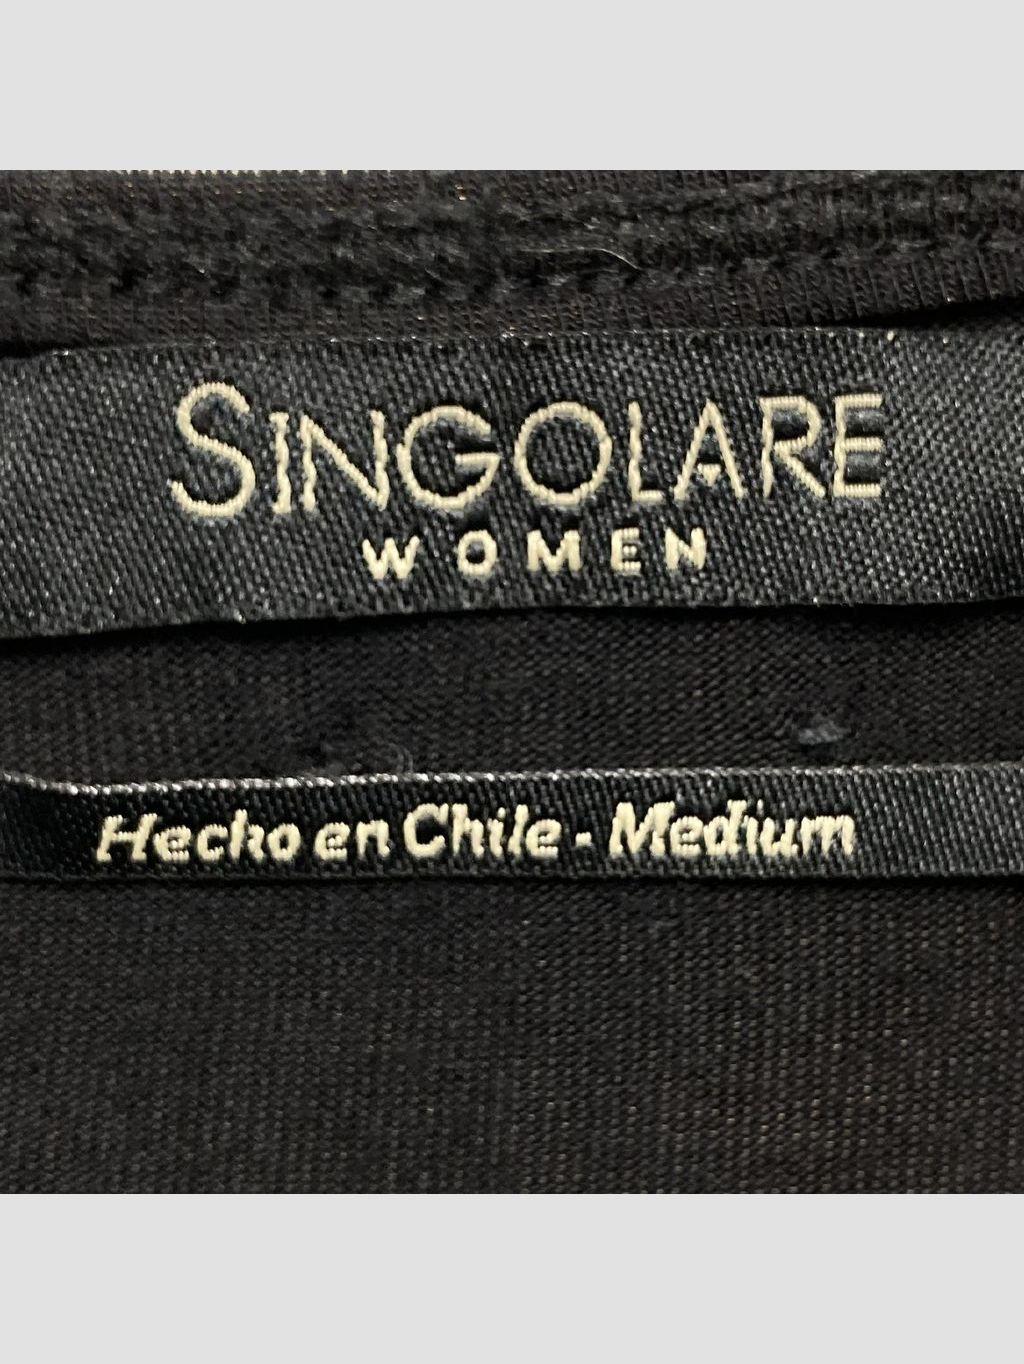 SINGOLARE
WOMEN
Hecho en Chile - Medium